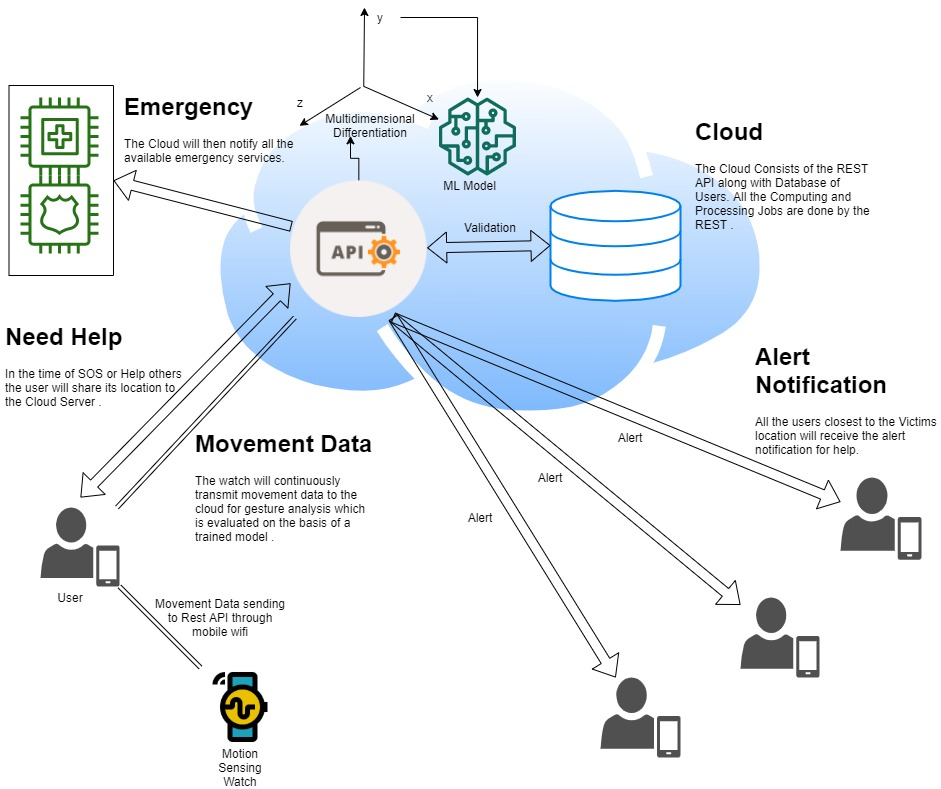 y
z
x
Multidimensional
Differentiation
ML Model
Emergency
The Cloud will then notify all the
available emergency services.
Cloud
The Cloud Consists of the REST
API along with Database of
Users. All the Computing and
Processing Jobs are done by the
REST .
API
Validation
Need Help
In the time of SOS or Help others
the user will share its location to
the Cloud Server .
Alert
Notification
All the users closest to the Victims
location will receive the alert
notification for help.
Movement Data
The watch will continuously
transmit movement data to the
cloud for gesture analysis which
is evaluated on the basis of a
trained model .
Alert
Alert
Alert
User
Movement Data sending
to Rest API through
mobile wifi
Motion
Sensing
Watch